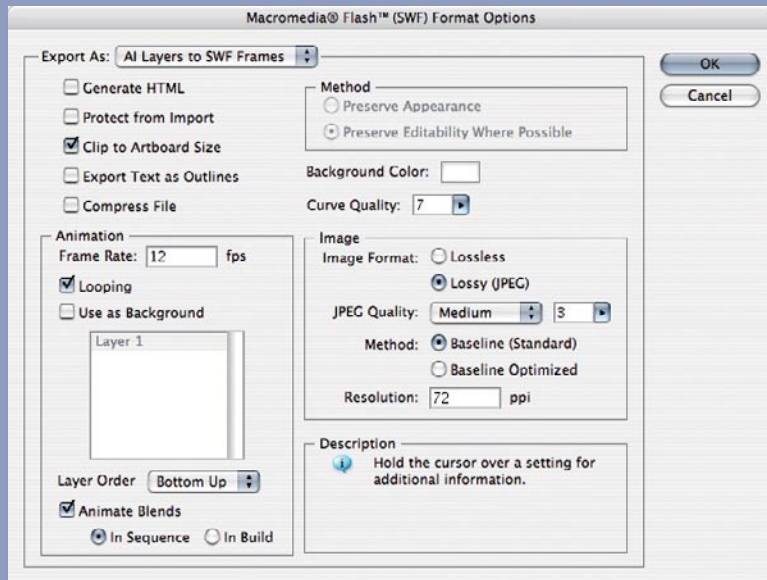 Macromedia® Flash™ (SWF) Format Options
Export As: AI Layers to SWF Frames
OK
Cancel
Generate HTML
Protect from Import
Clip to Artboard Size
Export Text as Outlines
Compress File
Method
Preserve Appearance
Preserve Editability Where Possible
Background Color:
Curve Quality: 7
Animation
Frame Rate: 12 fps
Looping
Use as Background
Layer 1
Layer Order Bottom Up
Animate Blends
In Sequence In Build
Image
Image Format: Lossless
Lossy (JPEG)
JPEG Quality: Medium 3
Method: Baseline (Standard)
Baseline Optimized
Resolution: 72 ppi
Description
Hold the cursor over a setting for
additional information.